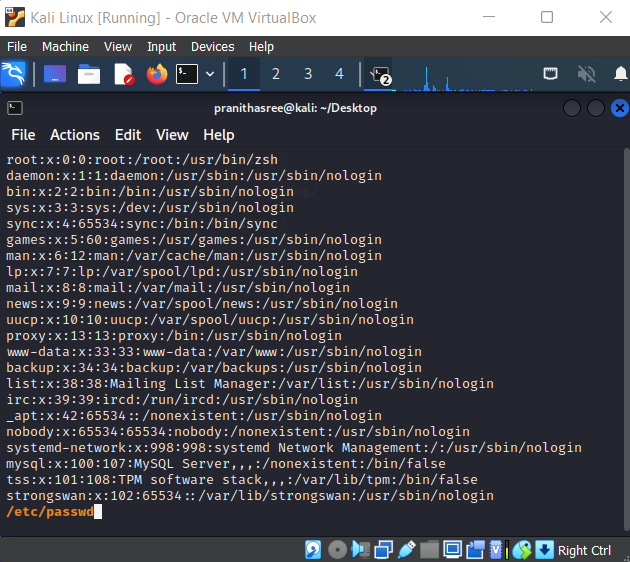 Kali Linux [Running] - Oracle VM VirtualBox
File Machine View Input Devices Help
1 2 3 4 2
pranithasree@kali: ~/Desktop
File Actions Edit View Help
root:x:0:0:root:/root:/usr/bin/zsh
daemon:x:1:1:daemon:/usr/sbin:/usr/sbin/nologin
bin:x:2:2:bin:/bin:/usr/sbin/nologin
sys:x:3:3:sys:/dev:/usr/sbin/nologin
sync:x:4:65534:sync:/bin:/bin/sync
games:x:5:60:games:/usr/games:/usr/sbin/nologin
man:x:6:12:man:/var/cache/man:/usr/sbin/nologin
lp:x:7:7:lp:/var/spool/lpd:/usr/sbin/nologin
mail:x:8:8:mail:/var/mail:/usr/sbin/nologin
news:x:9:9:news:/var/spool/news:/usr/sbin/nologin
uucp:x:10:10:uucp:/var/spool/uucp:/usr/sbin/nologin
proxy:x:13:13:proxy:/bin:/usr/sbin/nologin
www-data:x:33:33:www-data:/var/www:/usr/sbin/nologin
backup:x:34:34:backup:/var/backups:/usr/sbin/nologin
list:x:38:38:Mailing List Manager:/var/list:/usr/sbin/nologin
irc:x:39:39:ircd:/run/ircd:/usr/sbin/nologin
_apt:x:42:65534::/nonexistent:/usr/sbin/nologin
nobody:x:65534:65534:nobody:/nonexistent:/usr/sbin/nologin
systemd-network:x:998:998:systemd Network Management:/:/usr/sbin/nologin
mysql:x:100:107:MySQL Server,,,:/nonexistent:/bin/false
tss:x:101:108:TPM software stack,,,:/var/lib/tpm:/bin/false
strongswan:x:102:65534::/var/lib/strongswan:/usr/sbin/nologin
/etc/passwd
Right Ctrl